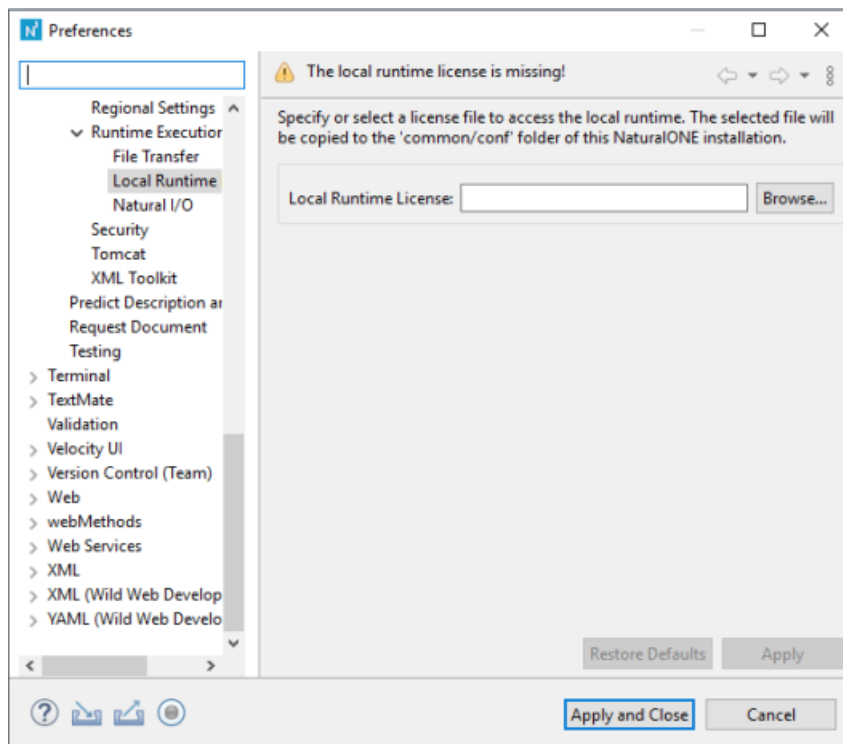 Preferences
The local runtime license is missing!
Regional Settings
Runtime Execution
File Transfer
Local Runtime
Natural I/O
Security
Tomcat
XML Toolkit
Predict Description ar
Request Document
Testing
Terminal
TextMate
Validation
Velocity UI
Version Control (Team)
Web
webMethods
Web Services
XML
XML (Wild Web Develop
YAML (Wild Web Develo
Specify or select a license file to access the local runtime. The selected file will
be copied to the 'common/conf' folder of this NaturalONE installation.
Local Runtime License:
Browse...
Restore Defaults
Apply
Apply and Close
Cancel